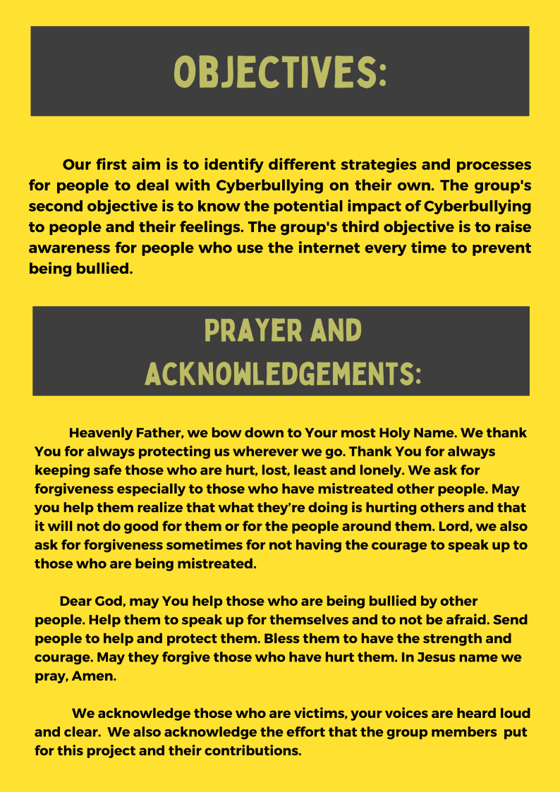 OBJECTIVES:
Our first aim is to identify different strategies and processes
for people to deal with Cyberbullying on their own. The group's
second objective is to know the potential impact of Cyberbullying
to people and their feelings. The group's third objective is to raise
awareness for people who use the internet every time to prevent
being bullied.
PRAYER AND
ACKNOWLEDGEMENTS:
Heavenly Father, we bow down to Your most Holy Name. We thank
You for always protecting us wherever we go. Thank You for always
keeping safe those who are hurt, lost, least and lonely. We ask for
forgiveness especially to those who have mistreated other people. May
you help them realize that what they're doing is hurting others and that
it will not do good for them or for the people around them. Lord, we also
ask for forgiveness sometimes for not having the courage to speak up to
those who are being mistreated.
Dear God, may You help those who are being bullied by other
people. Help them to speak up for themselves and to not be afraid. Send
people to help and protect them. Bless them to have the strength and
courage. May they forgive those who have hurt them. In Jesus name we
pray, Amen.
We acknowledge those who are victims, your voices are heard loud
and clear. We also acknowledge the effort that the group members put
for this project and their contributions.